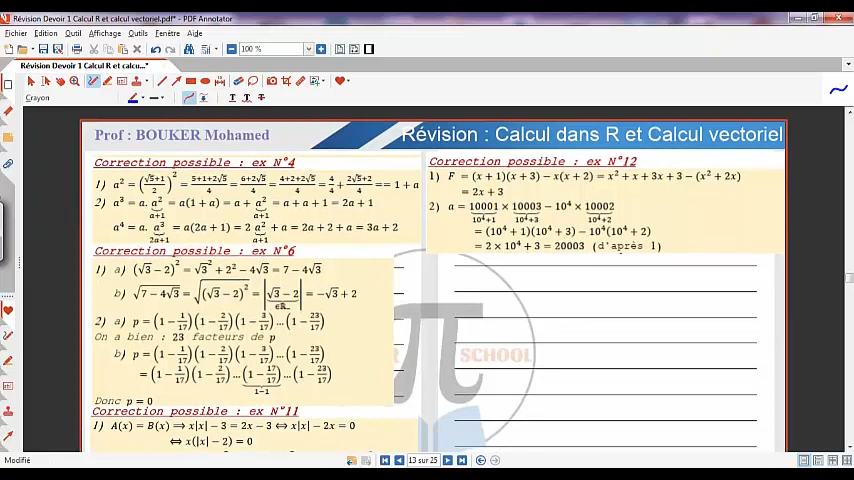 Révision Devoir 1 Calcul R et calcul vectoriel.pdf* - PDF Annotator
Fichier Edition Outil Affichage Outils Fenêtre Aide
100 %
Révision Devoir 1 Calcul R et calcu...*
Crayon
Prof : BOUKER Mohamed
Révision : Calcul dans R et Calcul vectoriel
Correction possible : ex N°4
1) a² = ((√5+1)/2)² = (5+1+2√5)/4 = (6+2√5)/4 = (4+2+2√5)/4 = 4/4 + (2√5+2)/4 == 1 + a
2) a³ = a. a² = a(1 + a) = a + a² = a + a + 1 = 2a + 1
a+1 a+1
a⁴ = a. a³ = a(2a + 1) = 2 a² + a = 2a + 2 + a = 3a + 2
2a+1 a+1
Correction possible : ex N°6
1) a) (√3 − 2)² = √3² + 2² − 4√3 = 7 − 4√3
b) √(7 − 4√3) = √((√3 − 2)²) = |√3 − 2| = −√3 + 2
2) a) p = (1 − 1/17)(1 − 2/17)(1 − 3/17) … (1 − 23/17)
On a bien : 23 facteurs de p
b) p = (1 − 1/17)(1 − 2/17)(1 − 3/17) … (1 − 23/17)
= (1 − 1/17)(1 − 2/17) … (1 − 17/17) … (1 − 23/17)
1−1
Donc p = 0
Correction possible : ex N°11
1) A(x) = B(x) ⟹ x|x| − 3 = 2x − 3 ⟺ x|x| − 2x = 0
⟺ x(|x| − 2) = 0
Correction possible : ex N°12
1) F = (x + 1)(x + 3) − x(x + 2) = x² + x + 3x + 3 − (x² + 2x)
= 2x + 3
2) a = 10001 × 10003 − 10⁴ × 10002
10⁴+1 10⁴+3 10⁴+2
= (10⁴ + 1)(10⁴ + 3) − 10⁴(10⁴ + 2)
= 2 × 10⁴ + 3 = 20003 (d'après 1)
SCHOOL
Modifié
13 sur 25